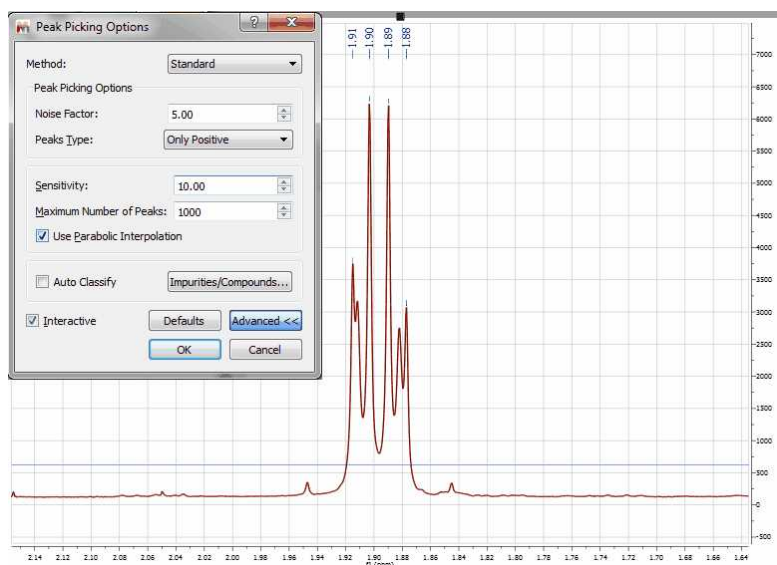 Peak Picking Options
Method: Standard
Peak Picking Options
Noise Factor: 5.00
Peaks Type: Only Positive
Sensitivity: 10.00
Maximum Number of Peaks: 1000
Use Parabolic Interpolation
Auto Classify Impurities/Compounds...
Interactive Defaults Advanced <<
OK Cancel
1.91
1.90
1.89
1.88
7000
6500
6000
5500
5000
4500
4000
3500
3000
2500
2000
1500
1000
500
0
-500
2.14 2.12 2.10 2.08 2.06 2.04 2.02 2.00 1.98 1.96 1.94 1.92 1.90 1.88 1.86 1.84 1.82 1.80 1.78 1.76 1.74 1.72 1.70 1.68 1.66 1.64
f1 (ppm)